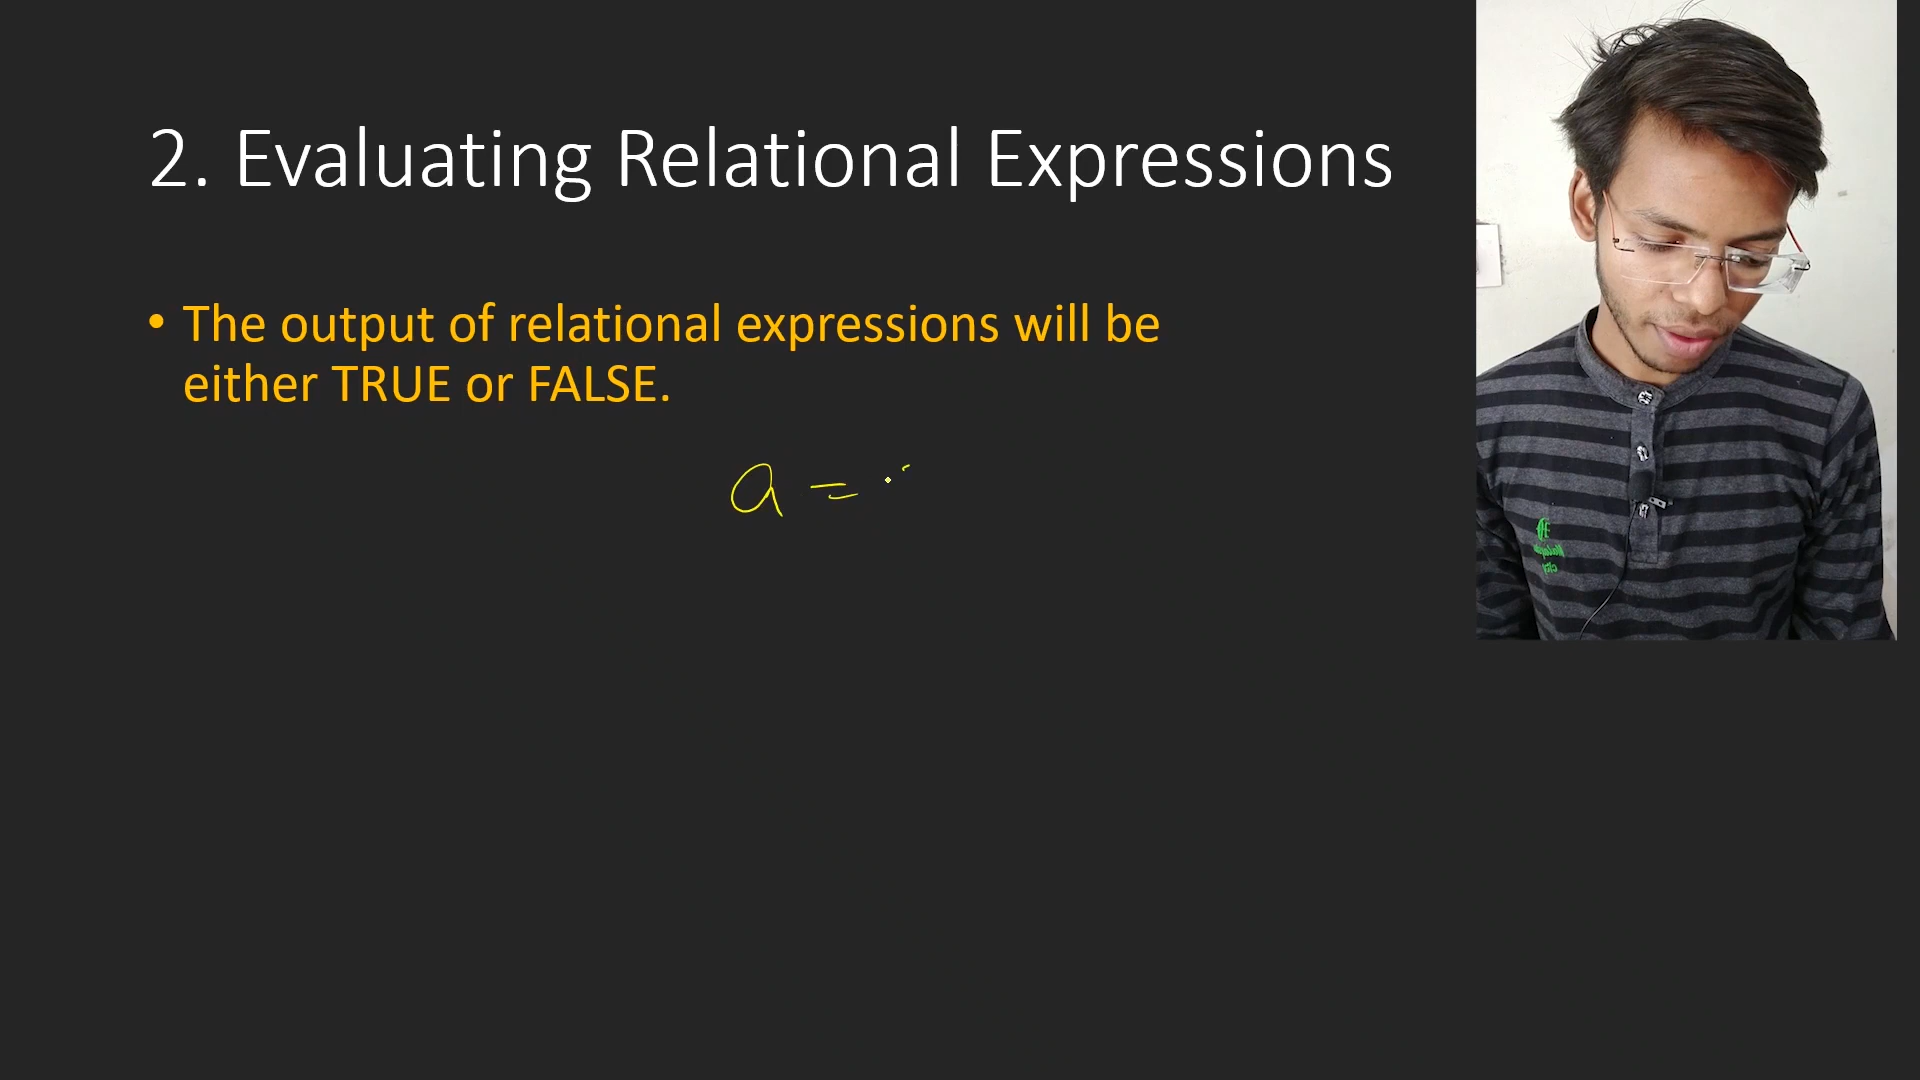 2. Evaluating Relational Expressions
• The output of relational expressions will be
either TRUE or FALSE.
a =